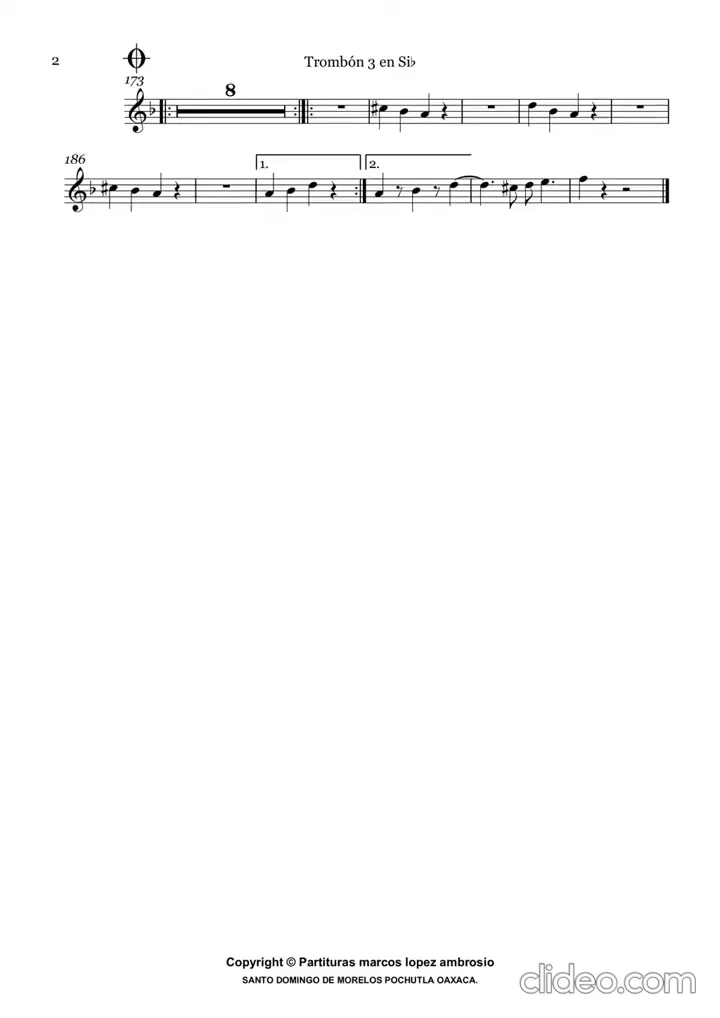 2
Trombón 3 en Si♭
173
8
186
1.
2.
Copyright © Partituras marcos lopez ambrosio
SANTO DOMINGO DE MORELOS POCHUTLA OAXACA.
clideo.com